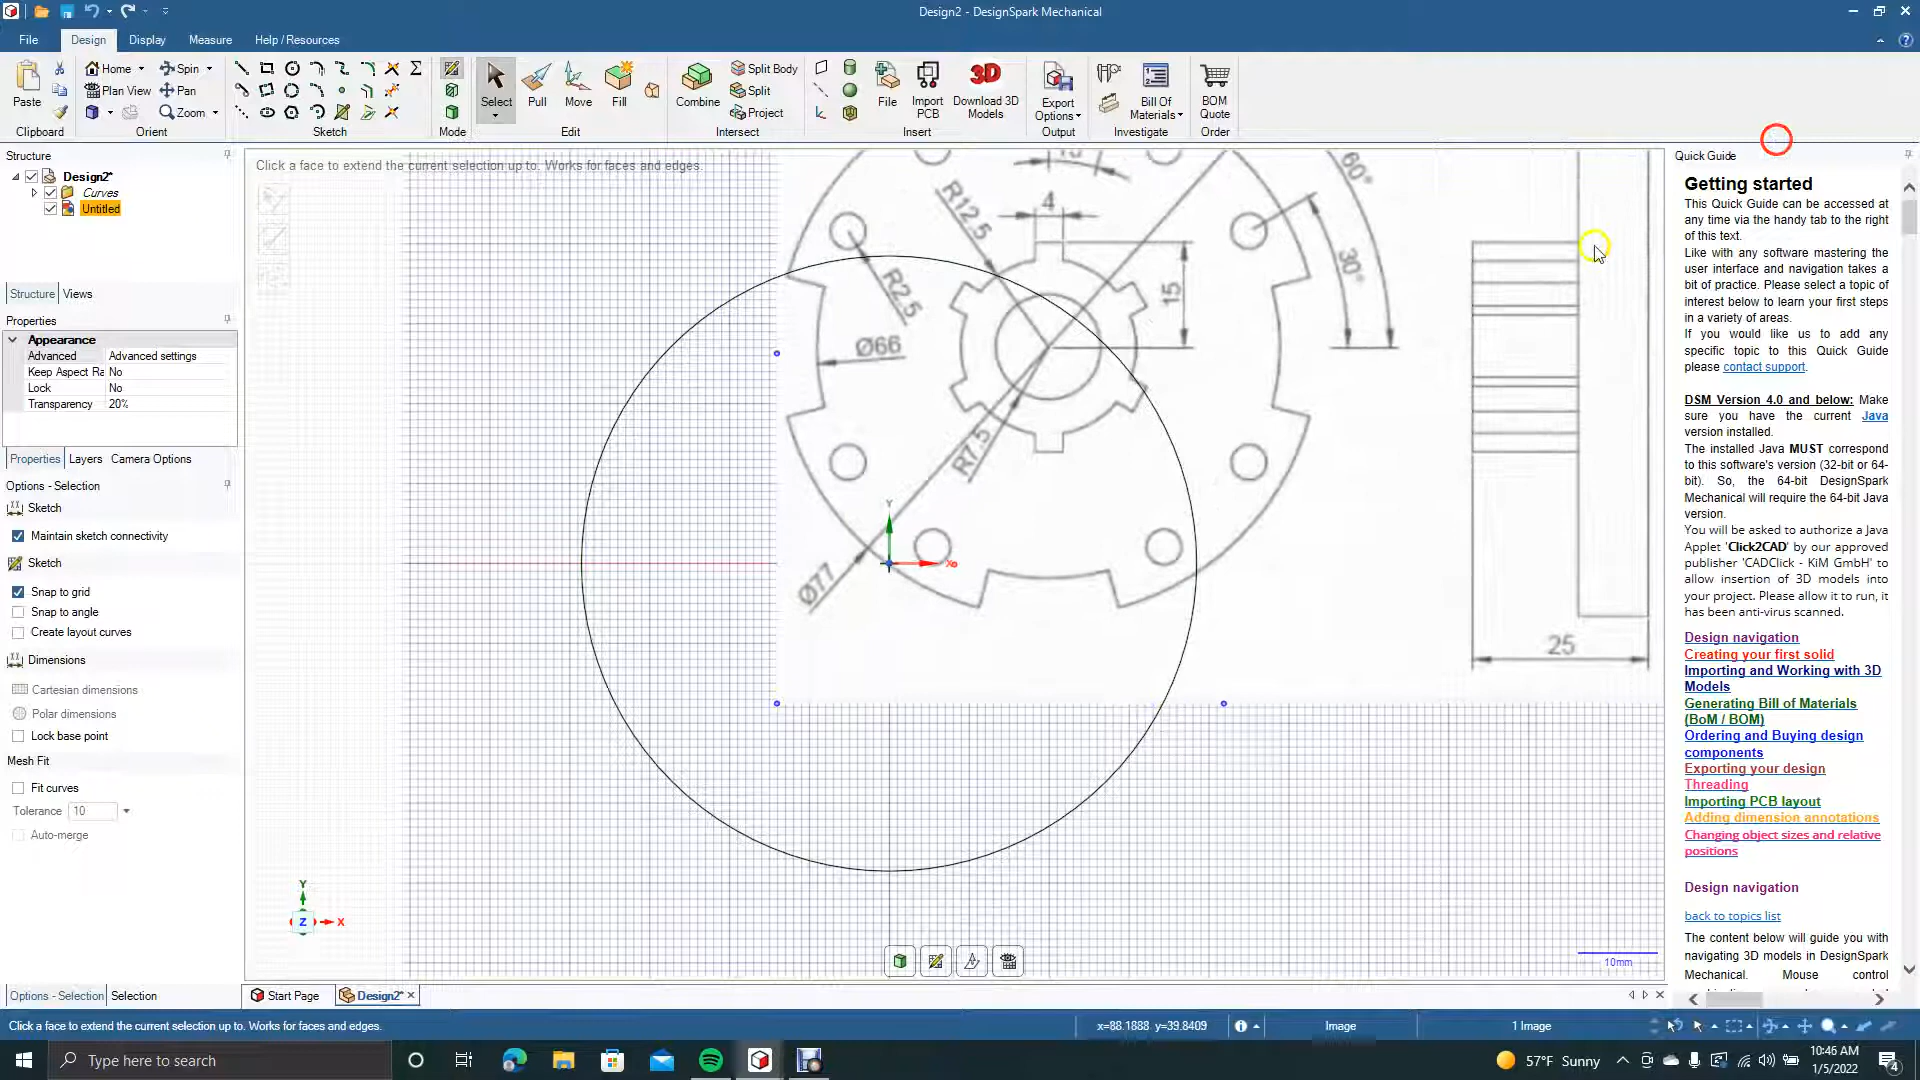 Design2 - DesignSpark Mechanical
File Design Display Measure Help / Resources
Paste
Clipboard
Home Spin
Plan View Pan
Zoom
Orient
Sketch
Mode
Select Pull Move Fill
Edit
Combine
Split Body
Split
Project
Intersect
File
Import PCB
Download 3D Models
Insert
Export Options
Output
Bill Of Materials
Investigate
BOM Quote
Order
Structure
Design2*
Curves
Untitled
Structure Views
Properties
Appearance
Advanced Advanced settings
Keep Aspect Ra No
Lock No
Transparency 20%
Properties Layers Camera Options
Options - Selection
Sketch
Maintain sketch connectivity
Sketch
Snap to grid
Snap to angle
Create layout curves
Dimensions
Cartesian dimensions
Polar dimensions
Lock base point
Mesh Fit
Fit curves
Tolerance 10
Auto-merge
Options - Selection Selection
Click a face to extend the current selection up to. Works for faces and edges.
R12.5
4
60°
30°
15
R2.5
Ø66
R7.5
Ø77
25
Y
X
Y
Z X
10mm
Start Page Design2*
Quick Guide
Getting started
This Quick Guide can be accessed at
any time via the handy tab to the right
of this text.
Like with any software mastering the
user interface and navigation takes a
bit of practice. Please select a topic of
interest below to learn your first steps
in a variety of areas.
If you would like us to add any
specific topic to this Quick Guide
please contact support.
DSM Version 4.0 and below: Make
sure you have the current Java
version installed.
The installed Java MUST correspond
to this software's version (32-bit or 64-
bit). So, the 64-bit DesignSpark
Mechanical will require the 64-bit Java
version.
You will be asked to authorize a Java
Applet 'Click2CAD' by our approved
publisher 'CADClick - KiM GmbH' to
allow insertion of 3D models into
your project. Please allow it to run, it
has been anti-virus scanned.
Design navigation
Creating your first solid
Importing and Working with 3D
Models
Generating Bill of Materials
(BoM / BOM)
Ordering and Buying design
components
Exporting your design
Threading
Importing PCB layout
Adding dimension annotations
Changing object sizes and relative
positions
Design navigation
back to topics list
The content below will guide you with
navigating 3D models in DesignSpark
Mechanical. Mouse control
Click a face to extend the current selection up to. Works for faces and edges.
x=88.1888 y=39.8409
Image
1 Image
Type here to search
57°F Sunny
10:46 AM
1/5/2022
4